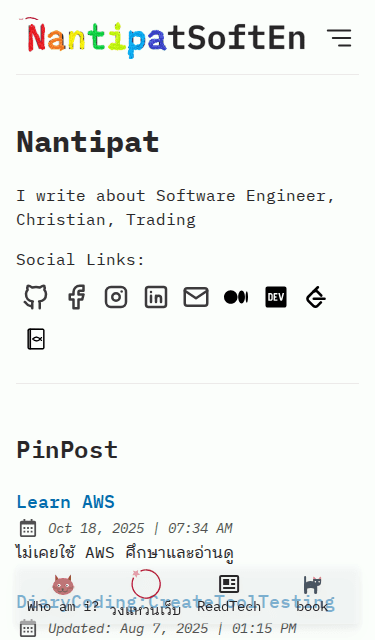 NantipatSoftEn
Nantipat
I write about Software Engineer,
Christian, Trading
Social Links:
DEV
PinPost
Learn AWS
Oct 18, 2025 | 07:34 AM
ไม่เคยใช้ AWS ศึกษาและอ่านดู
DiaryCoding:CreateToolTesting
Who am i? วงแหวนเว็บ ReadTech book
Updated: Aug 7, 2025 | 01:15 PM